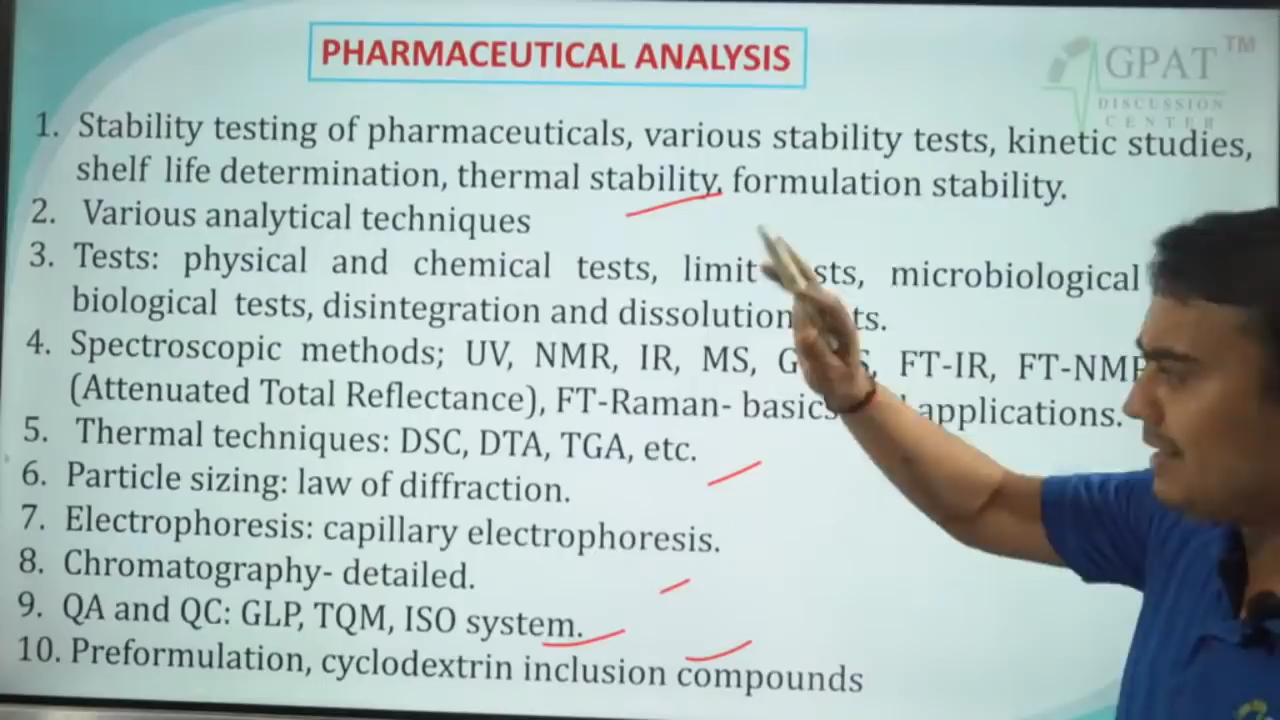 PHARMACEUTICAL ANALYSIS
GPAT TM
DISCUSSION
CENTER
1. Stability testing of pharmaceuticals, various stability tests, kinetic studies,
shelf life determination, thermal stability, formulation stability.
2. Various analytical techniques
3. Tests: physical and chemical tests, limit microbiological
biological tests, disintegration and dissolution
4. Spectroscopic methods; UV, NMR, IR, MS, FT-IR,
(Attenuated Total Reflectance), FT-Raman- basics applications.
5. Thermal techniques: DSC, DTA, TGA, etc.
6. Particle sizing: law of diffraction.
7. Electrophoresis: capillary electrophoresis.
8. Chromatography- detailed.
9. QA and QC: GLP, TQM, ISO system.
10. Preformulation, cyclodextrin inclusion compounds